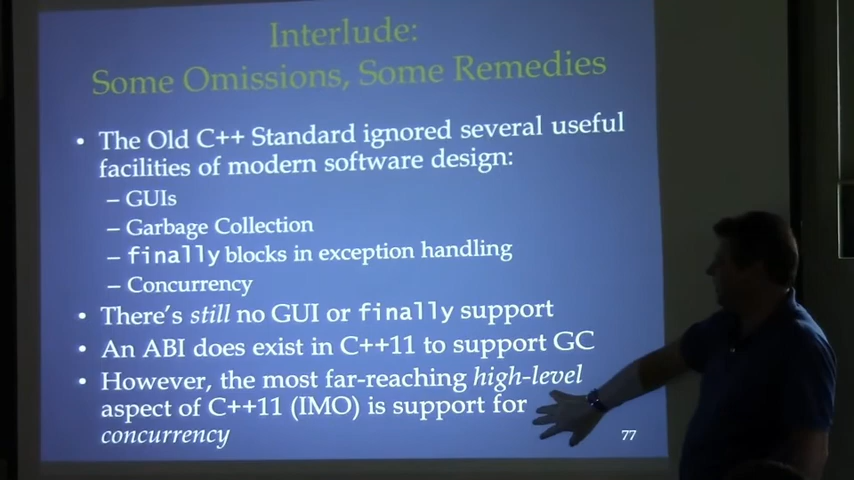 Interlude:
Some Omissions, Some Remedies
• The Old C++ Standard ignored several useful
facilities of modern software design:
– GUIs
– Garbage Collection
– finally blocks in exception handling
– Concurrency
• There's still no GUI or finally support
• An ABI does exist in C++11 to support GC
• However, the most far-reaching high-level
aspect of C++11 (IMO) is support for
concurrency
77